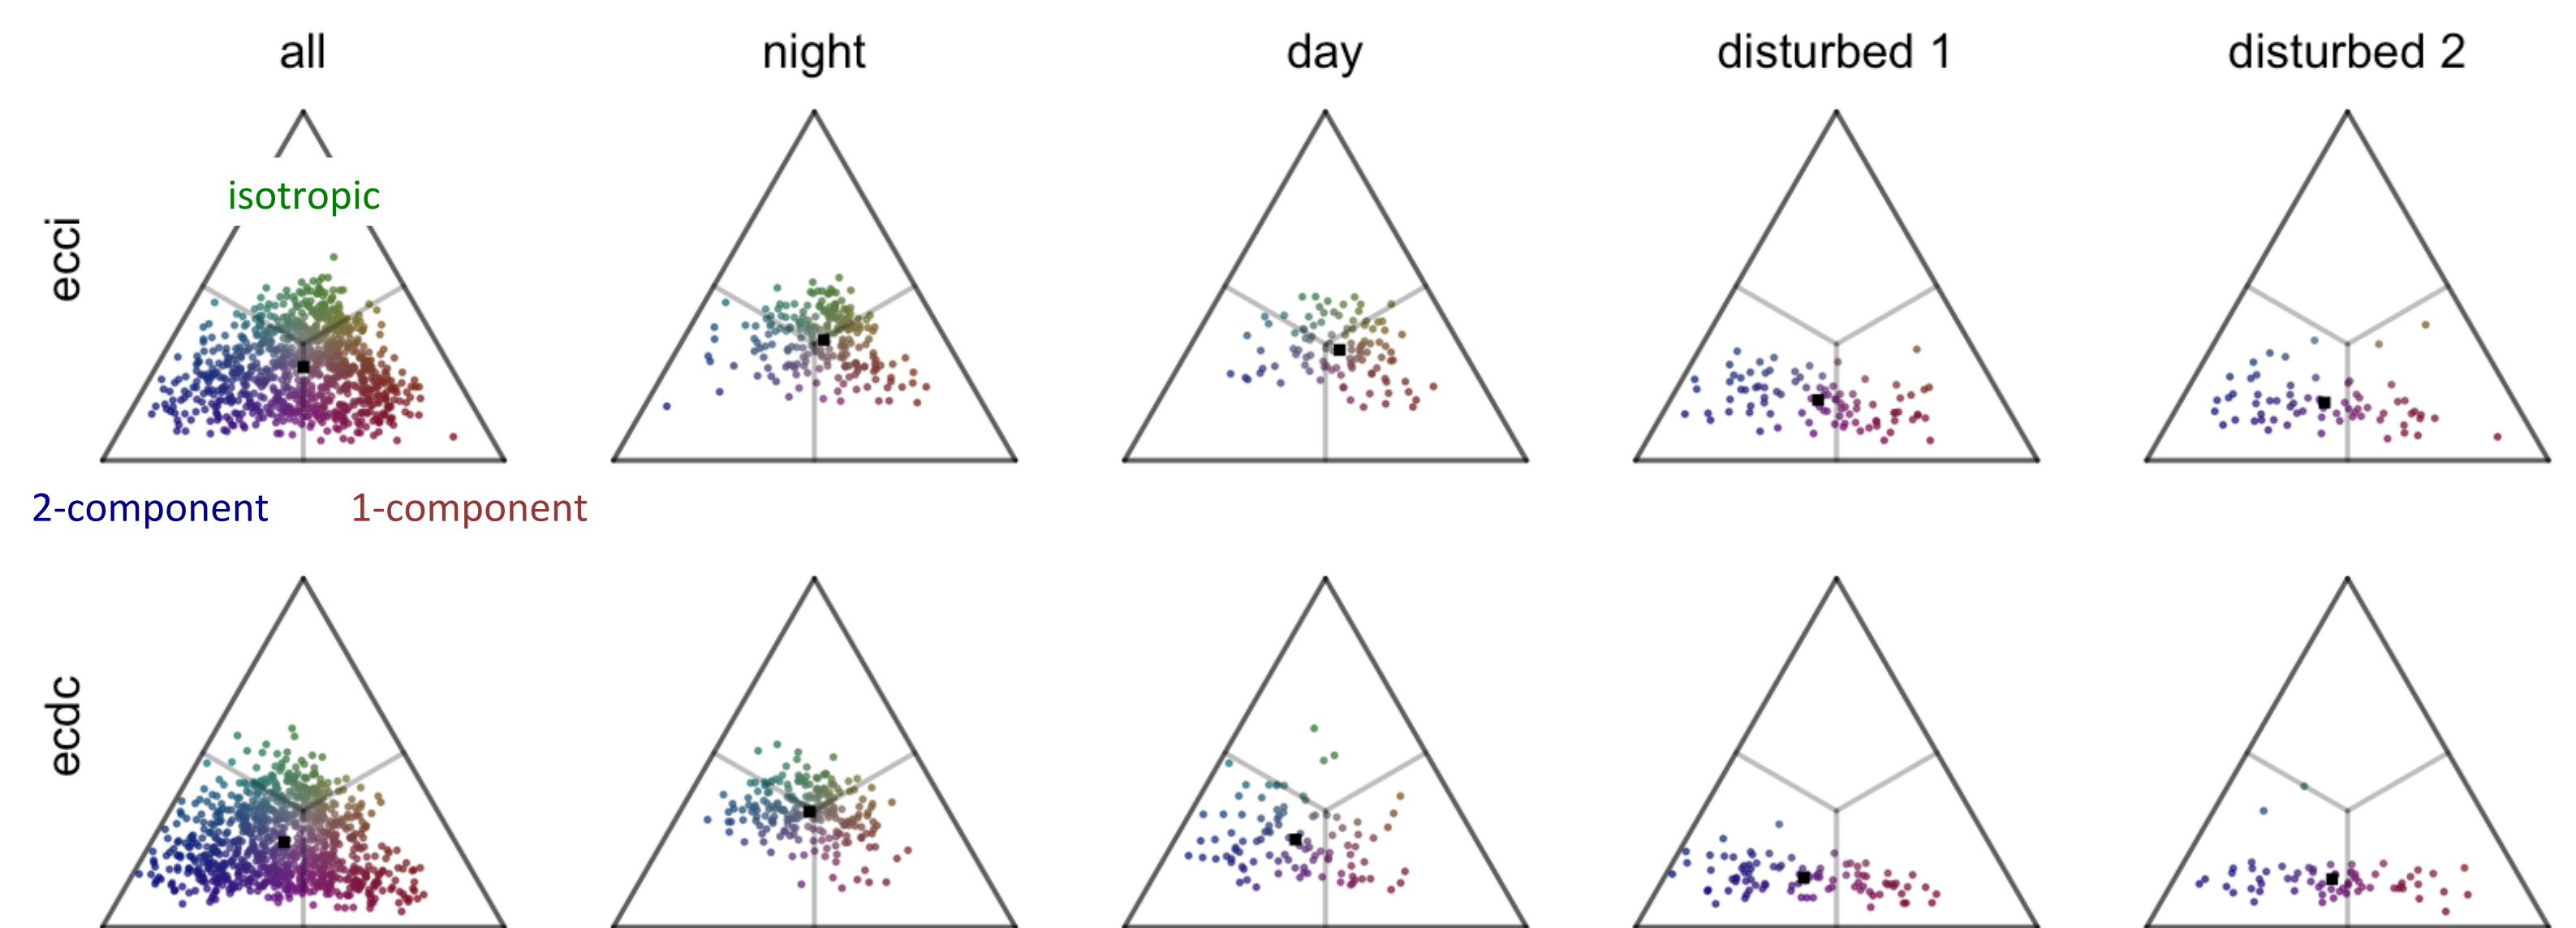 all night day disturbed 1 disturbed 2
ecci
isotropic
2-component 1-component
ecdc